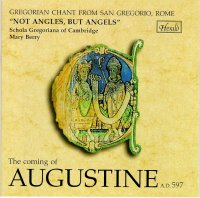 GREGORIAN CHANT FROM SAN GREGORIO, ROME
"NOT ANGLES, BUT ANGELS"
Schola Gregoriana of Cambridge
Mary Berry
Herald
The coming of
AUGUSTINE A.D. 597